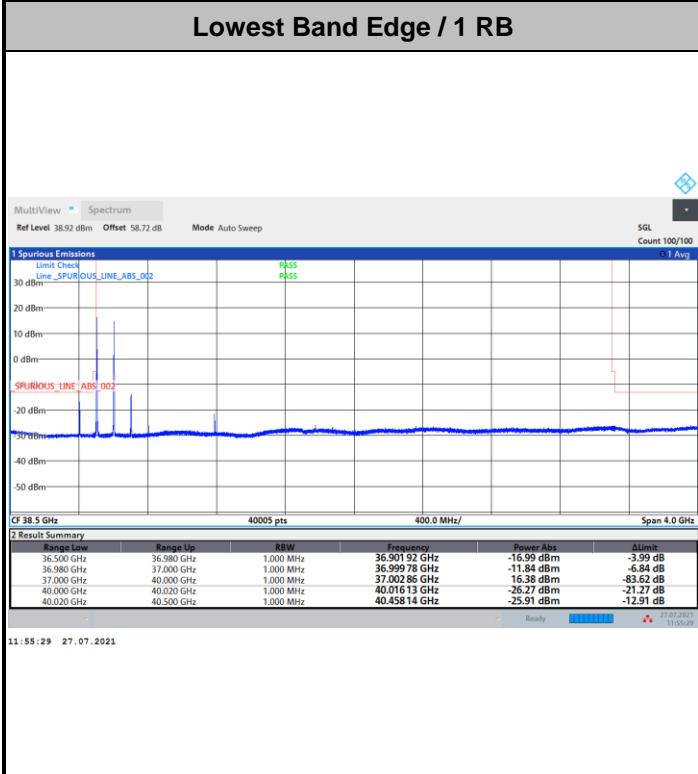 Lowest Band Edge / 1 RB
MultiView Spectrum
Ref Level 38.92 dBm Offset 58.72 dB Mode Auto Sweep SGL
Count 100/100
1 Spurious Emissions 1 Avg
Limit Check PASS
Line _SPURIOUS_LINE_ABS_002 PASS
30 dBm
20 dBm
10 dBm
0 dBm
_SPURIOUS_LINE_ABS_002
-20 dBm
-30 dBm
-40 dBm
-50 dBm
CF 38.5 GHz 40005 pts 400.0 MHz/ Span 4.0 GHz
2 Result Summary
Range Low Range Up RBW Frequency Power Abs ΔLimit
36.500 GHz 36.980 GHz 1.000 MHz 36.901 92 GHz -16.99 dBm -3.99 dB
36.980 GHz 37.000 GHz 1.000 MHz 36.999 78 GHz -11.84 dBm -6.84 dB
37.000 GHz 40.000 GHz 1.000 MHz 37.002 86 GHz 16.38 dBm -83.62 dB
40.000 GHz 40.020 GHz 1.000 MHz 40.016 13 GHz -26.27 dBm -21.27 dB
40.020 GHz 40.500 GHz 1.000 MHz 40.458 14 GHz -25.91 dBm -12.91 dB
Ready 27.07.2021
11:55:29
11:55:29 27.07.2021